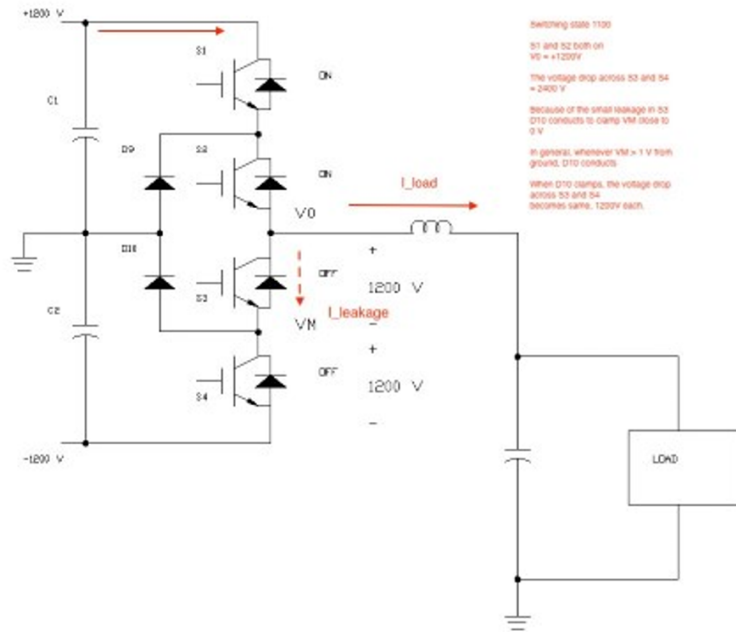 +1200 V
Switching state 1100
S1 and S2 both on
V0 = +1200V
The voltage drop across S3 and S4
= 2400 V
Because of the small leakage in S3
D10 conducts to clamp VM close to
0 V
In general, whenever VM > 1 V from
ground, D10 conducts
When D10 clamps, the voltage drop
across S3 and S4
becomes same, 1200V each.
S1
ON
C1
D9
S2
ON
I_load
VO
D10
+
OFF
1200 V
S3
C2
I_leakage
VM
−
+
OFF
1200 V
S4
−
-1200 V
LOAD